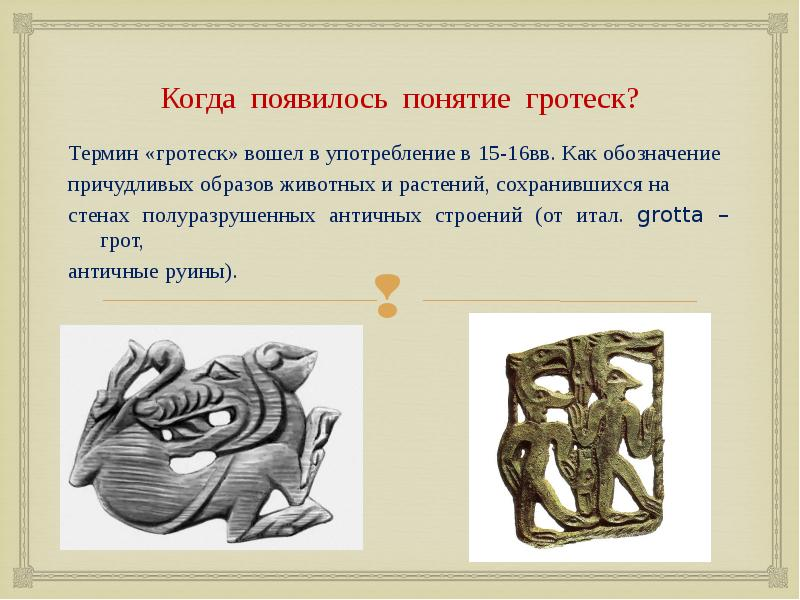 Когда появилось понятие гротеск?
Термин «гротеск» вошел в употребление в 15-16вв. Как обозначение
причудливых образов животных и растений, сохранившихся на
стенах полуразрушенных античных строений (от итал. grotta –
грот,
античные руины).